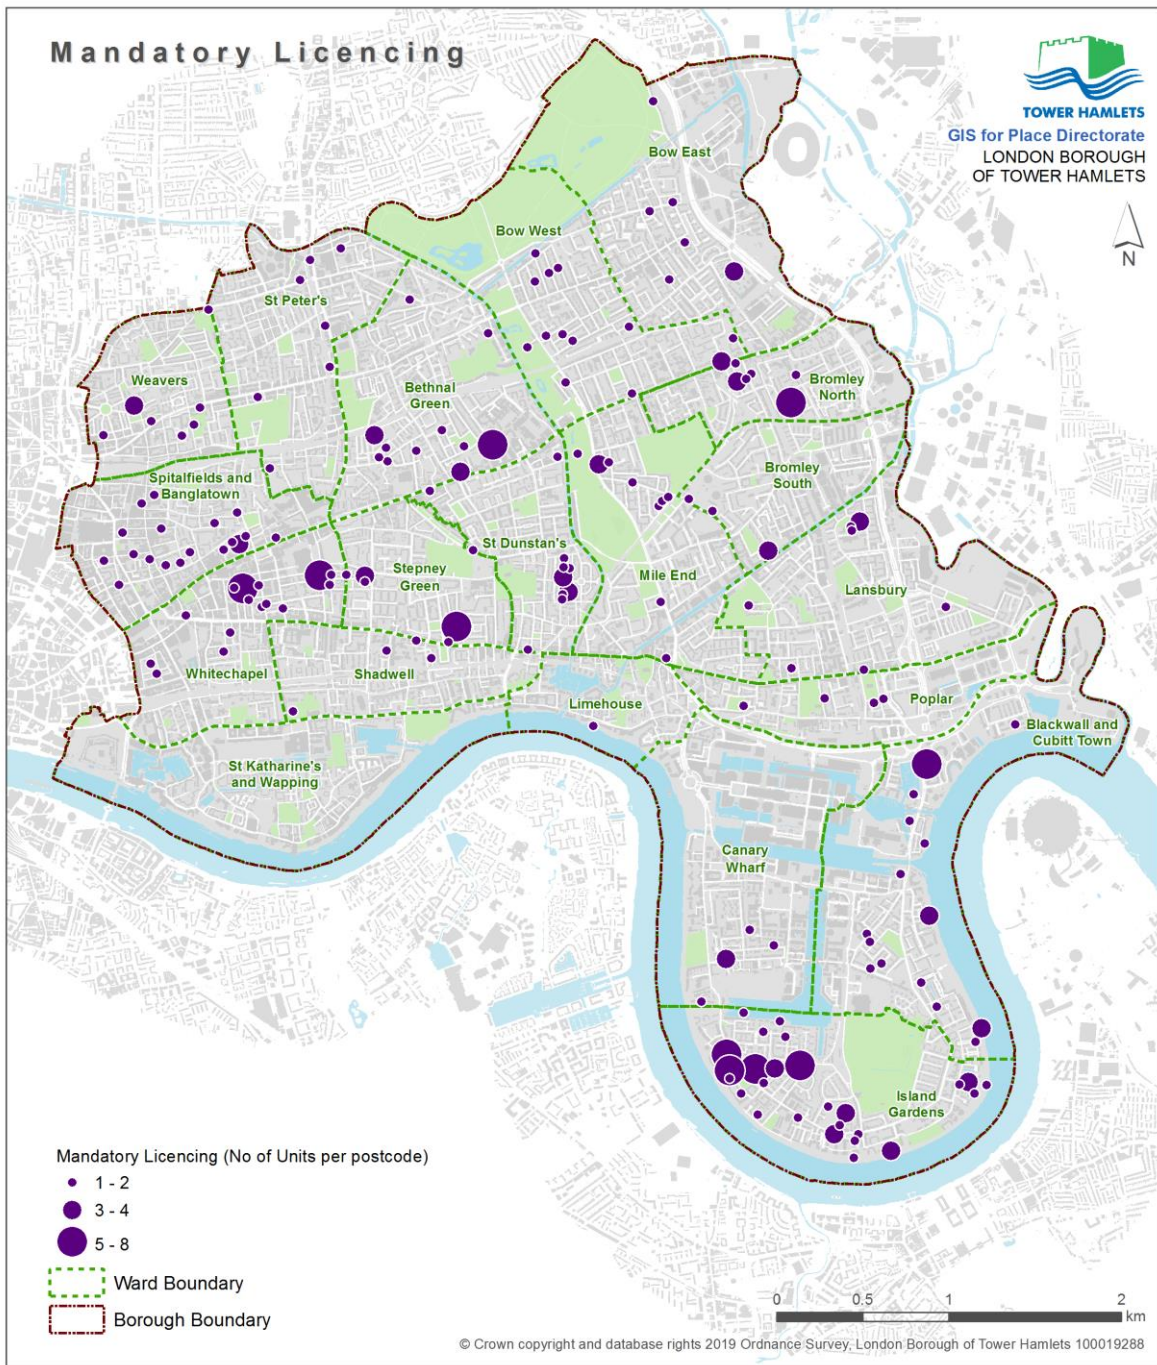 Mandatory Licencing
TOWER HAMLETS
GIS for Place Directorate
LONDON BOROUGH
OF TOWER HAMLETS
N
Bow East
Bow West
St Peter's
Weavers
Bethnal
Green
Bromley
North
Bromley
South
Spitalfields and
Banglatown
St Dunstan's
Stepney
Green
Mile End
Lansbury
Whitechapel
Shadwell
Limehouse
Poplar
Blackwall and
Cubitt Town
St Katharine's
and Wapping
Canary
Wharf
Island
Gardens
Mandatory Licencing (No of Units per postcode)
1 - 2
3 - 4
5 - 8
Ward Boundary
Borough Boundary
0 0.5 1 2
km
© Crown copyright and database rights 2019 Ordnance Survey, London Borough of Tower Hamlets 100019288